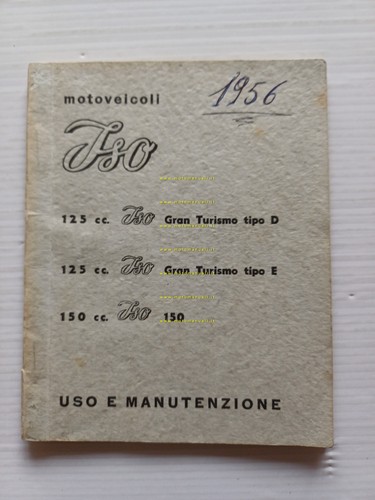 motoveicoli
1956
Iso
125 cc. Iso Gran Turismo tipo D
125 cc. Iso Gran Turismo tipo E
150 cc. Iso 150
USO E MANUTENZIONE